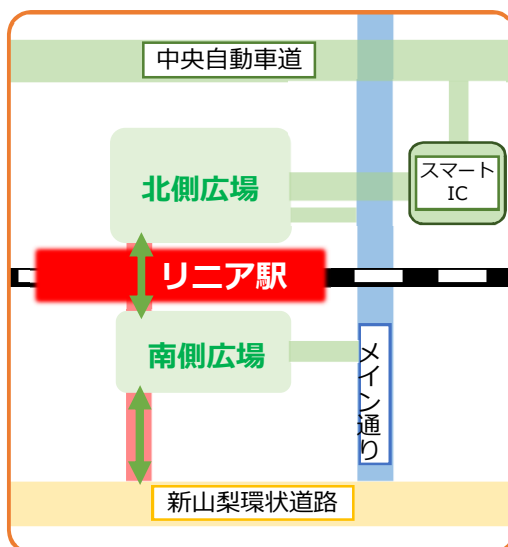 中央自動車道
スマート
IC
北側広場
リニア駅
南側広場
メイン通り
新山梨環状道路